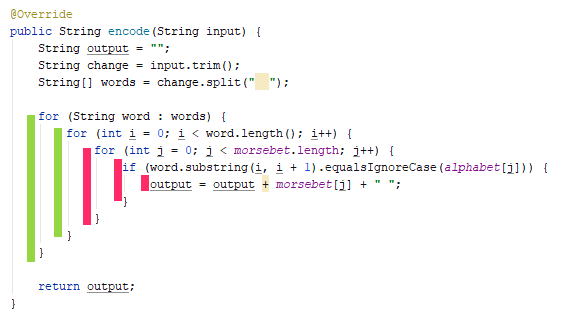 @Override
public String encode(String input) {
    String output = "";
    String change = input.trim();
    String[] words = change.split("  ");

    for (String word : words) {
        for (int i = 0; i < word.length(); i++) {
            for (int j = 0; j < morsebet.length; j++) {
                if (word.substring(i, i + 1).equalsIgnoreCase(alphabet[j])) {
                    output = output + morsebet[j] + " ";
                }
            }
        }
    }

    return output;
}